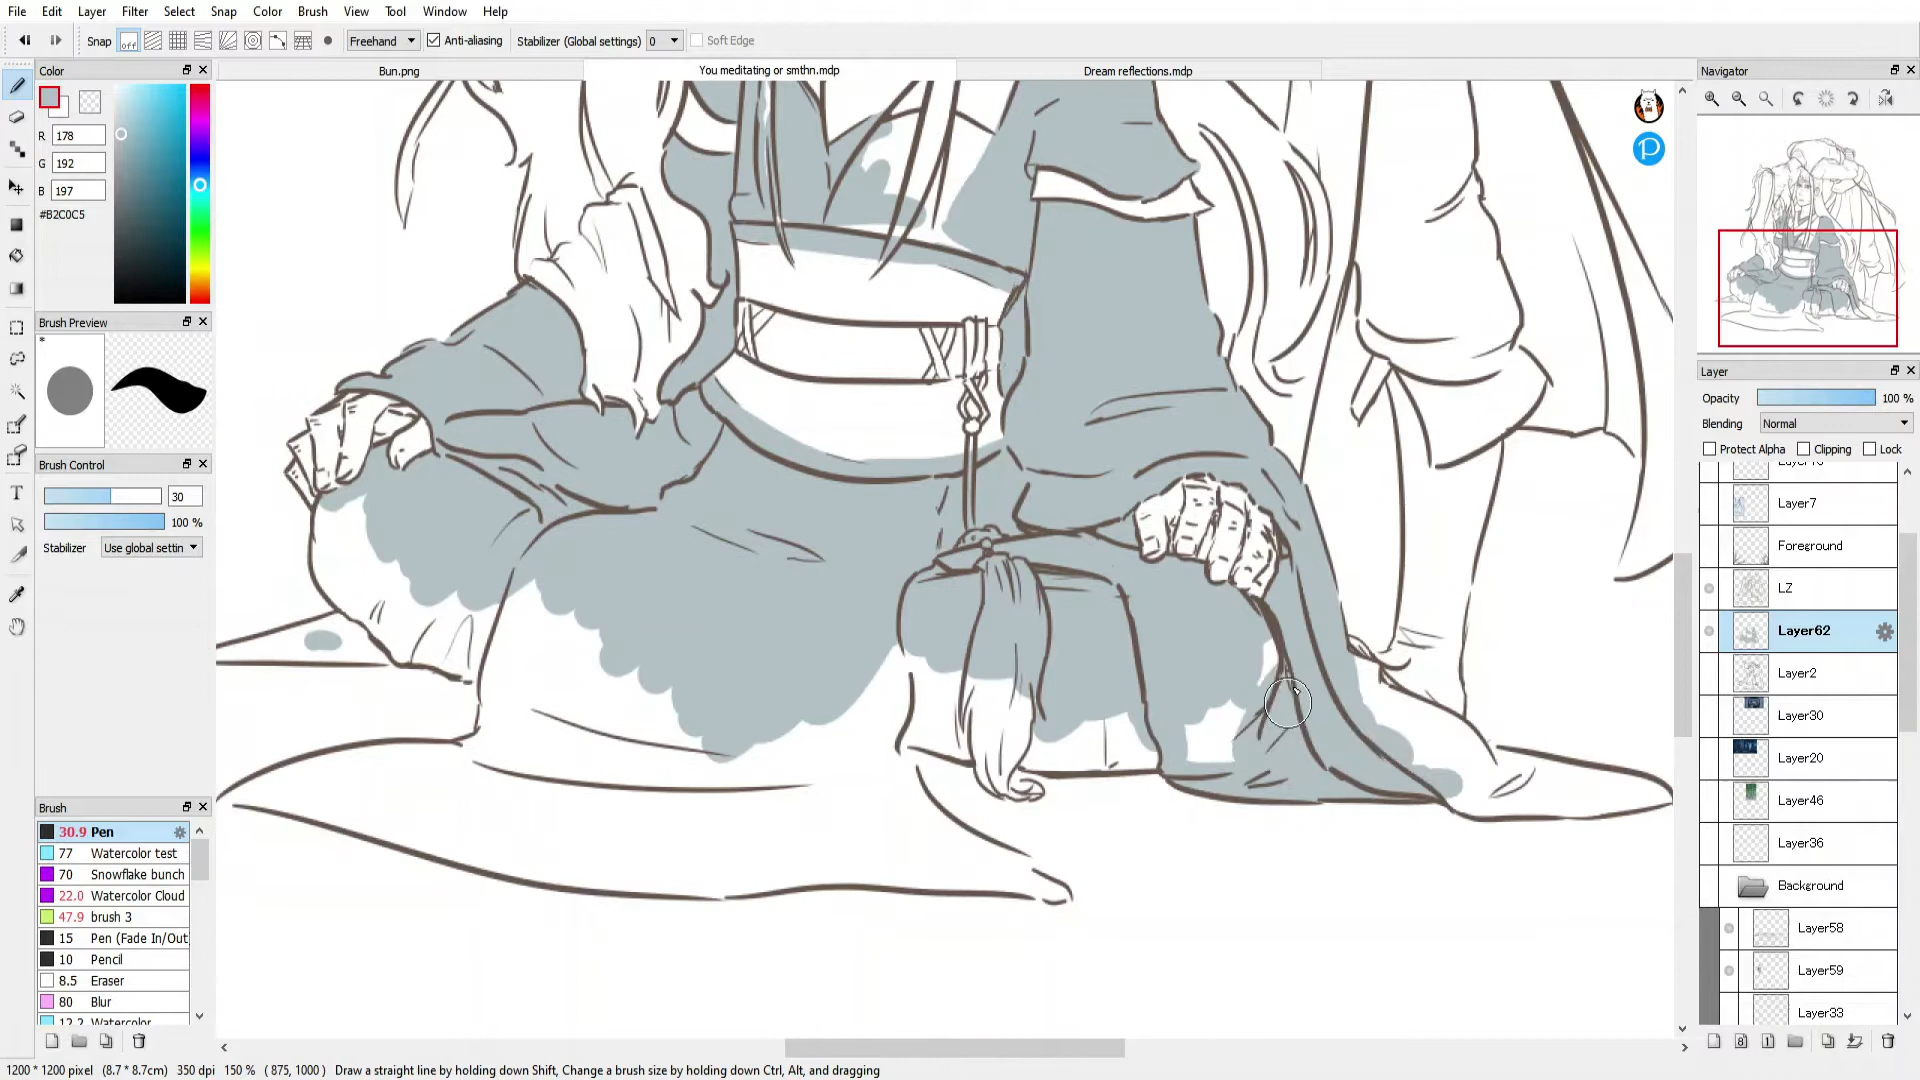 File Edit Layer Filter Select Snap Color Brush View Tool Window Help
Snap off Freehand Anti-aliasing Stabilizer (Global settings) 0 Soft Edge
Color
Bun.png
You meditating or smthn.mdp
Dream reflections.mdp
Navigator
R 178
G 192
B 197
#B2C0C5
Brush Preview
*
Brush Control
30
100 %
Stabilizer Use global settin
Brush
30.9 Pen
77 Watercolor test
70 Snowflake bunch
22.0 Watercolor Cloud
47.9 brush 3
15 Pen (Fade In/Out
10 Pencil
8.5 Eraser
80 Blur
12.2 Watercolor
P
Layer
Opacity 100 %
Blending Normal
Protect Alpha Clipping Lock
Layer7
Foreground
LZ
Layer62
Layer2
Layer30
Layer20
Layer46
Layer36
Background
Layer58
Layer59
Layer33
8 1
1200 * 1200 pixel (8.7 * 8.7cm) 350 dpi 150 % ( 875, 1000 ) Draw a straight line by holding down Shift, Change a brush size by holding down Ctrl, Alt, and dragging